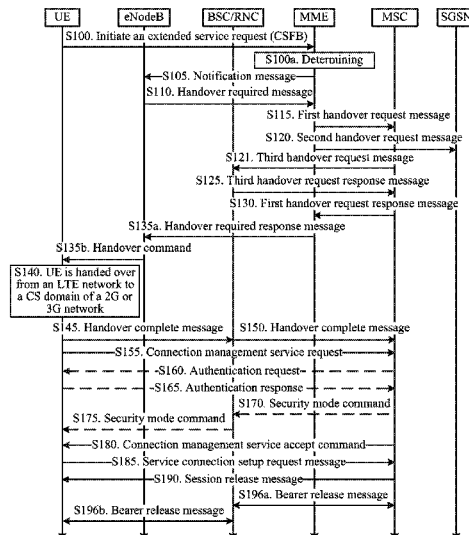 UE eNodeB BSC/RNC MME MSC SGSN
S100. Initiate an extended service request (CSFB)
S100a. Determining
S105. Notification message
S110. Handover required message
S115. First handover request message
S120. Second handover request message
S121. Third handover request message
S125. Third handover request response message
S130. First handover request response message
S135a. Handover required response message
S135b. Handover command
S140. UE is handed over
from an LTE network to
a CS domain of a 2G or
3G network
S145. Handover complete message S150. Handover complete message
S155. Connection management service request
S160. Authentication request
S165. Authentication response
S170. Security mode command
S175. Security mode command
S180. Connection management service accept command
S185. Service connection setup request message
S190. Session release message
S196a. Bearer release message
S196b. Bearer release message